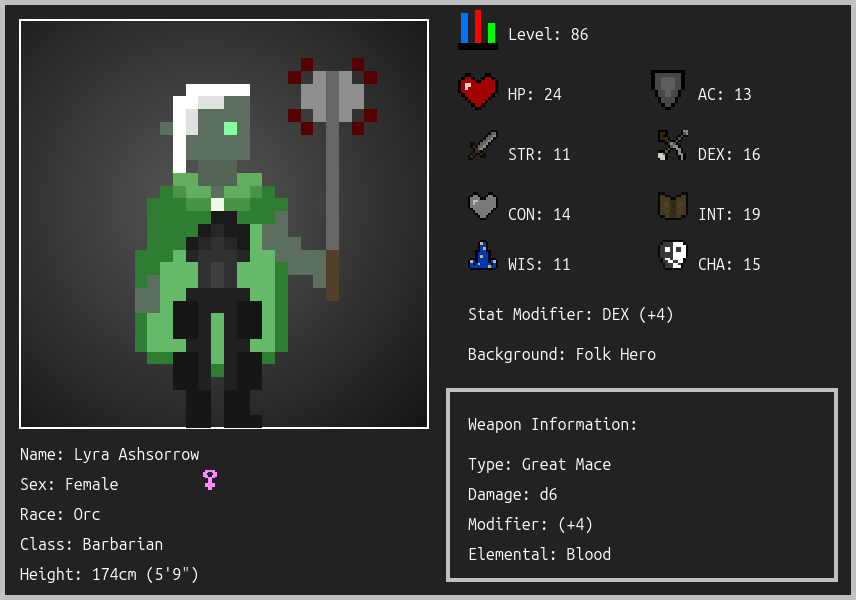 Level: 86
HP: 24
AC: 13
STR: 11
DEX: 16
CON: 14
INT: 19
WIS: 11
CHA: 15
Stat Modifier: DEX (+4)
Background: Folk Hero
Weapon Information:
Type: Great Mace
Damage: d6
Modifier: (+4)
Elemental: Blood
Name: Lyra Ashsorrow
Sex: Female
Race: Orc
Class: Barbarian
Height: 174cm (5'9")